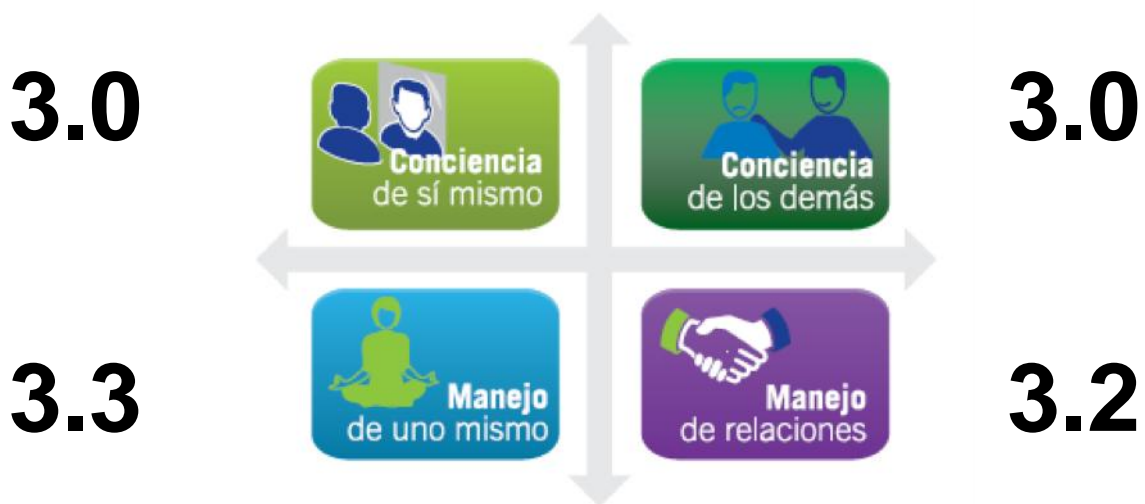 3.0
Conciencia
de sí mismo
Conciencia
de los demás
3.0
3.3
Manejo
de uno mismo
Manejo
de relaciones
3.2